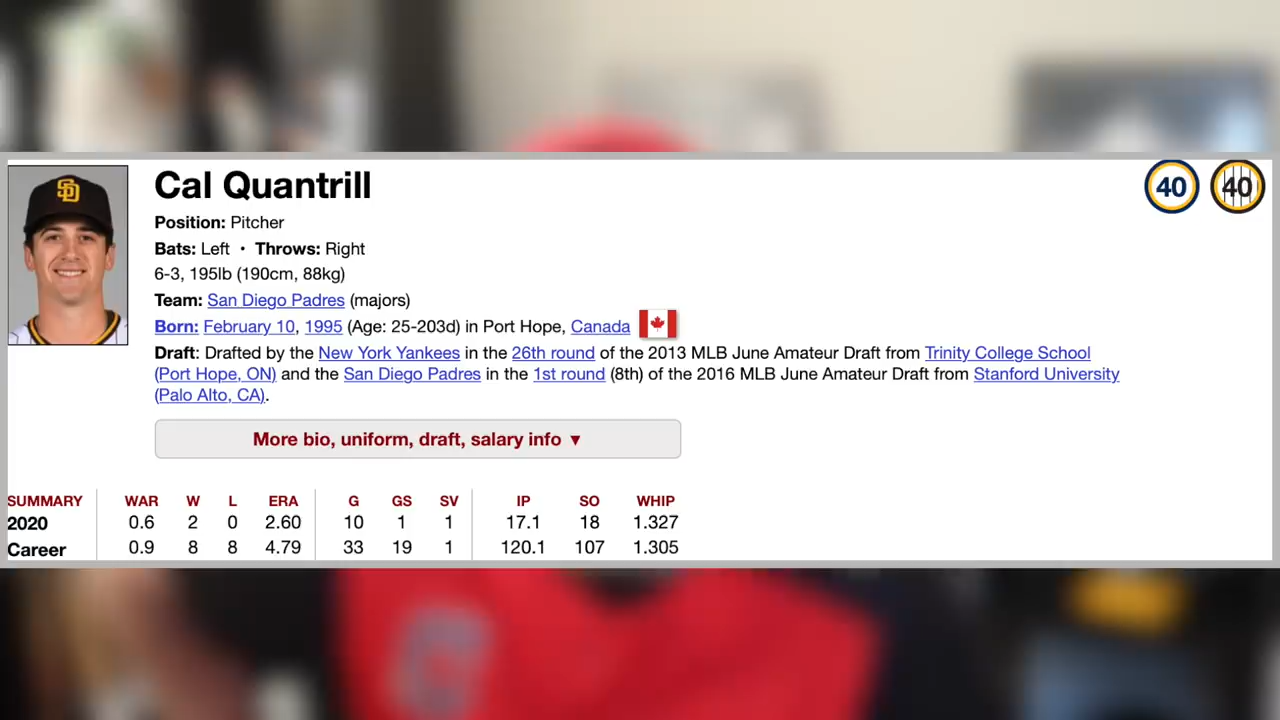 Cal Quantrill
40 40
Position: Pitcher
Bats: Left • Throws: Right
6-3, 195lb (190cm, 88kg)
Team: San Diego Padres (majors)
Born: February 10, 1995 (Age: 25-203d) in Port Hope, Canada
Draft: Drafted by the New York Yankees in the 26th round of the 2013 MLB June Amateur Draft from Trinity College School
(Port Hope, ON) and the San Diego Padres in the 1st round (8th) of the 2016 MLB June Amateur Draft from Stanford University
(Palo Alto, CA).
More bio, uniform, draft, salary info ▼
SUMMARY WAR W L ERA G GS SV IP SO WHIP
2020 0.6 2 0 2.60 10 1 1 17.1 18 1.327
Career 0.9 8 8 4.79 33 19 1 120.1 107 1.305
SD